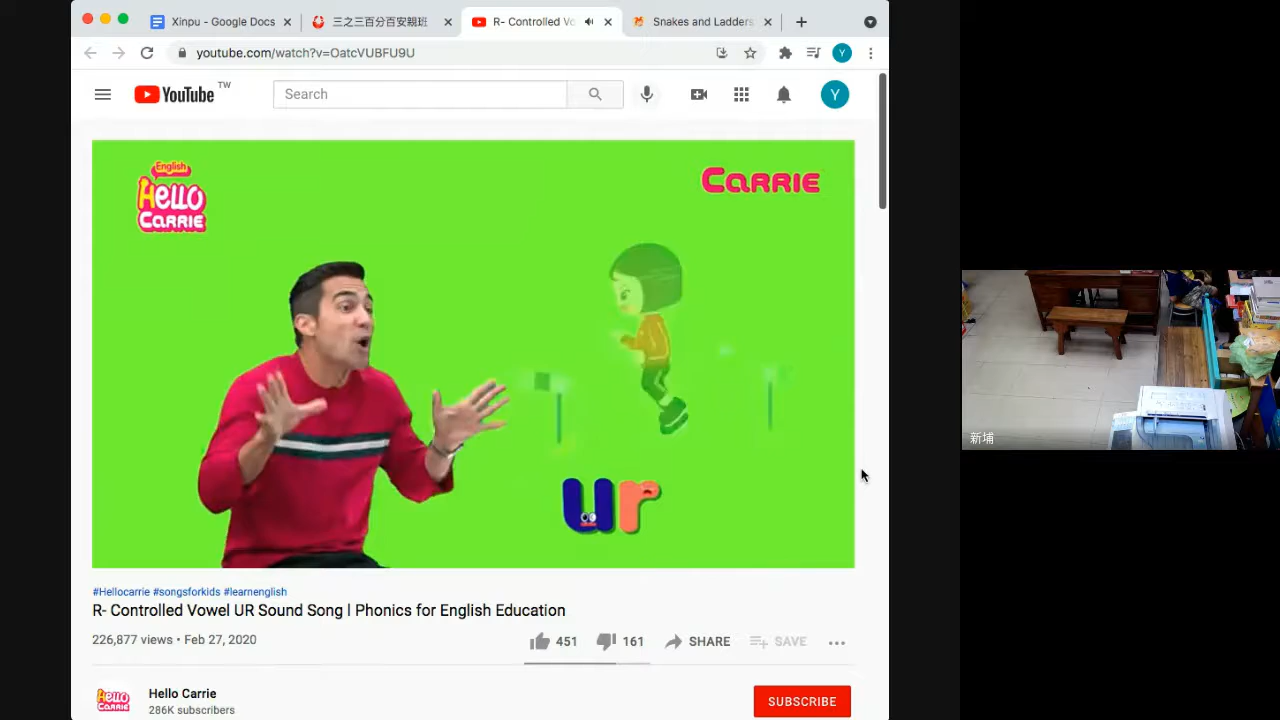 Xinpu - Google Docs
三之三百分百安親班
R- Controlled Vo
Snakes and Ladders
youtube.com/watch?v=OatcVUBFU9U
Y
YouTube TW
Search
Y
English
Hello
CARRIE
CARRIE
ur
新埔
#Hellocarrie #songsforkids #learnenglish
R- Controlled Vowel UR Sound Song l Phonics for English Education
226,877 views • Feb 27, 2020
451
161
SHARE
SAVE
Hello
CARRIE
Hello Carrie
286K subscribers
SUBSCRIBE